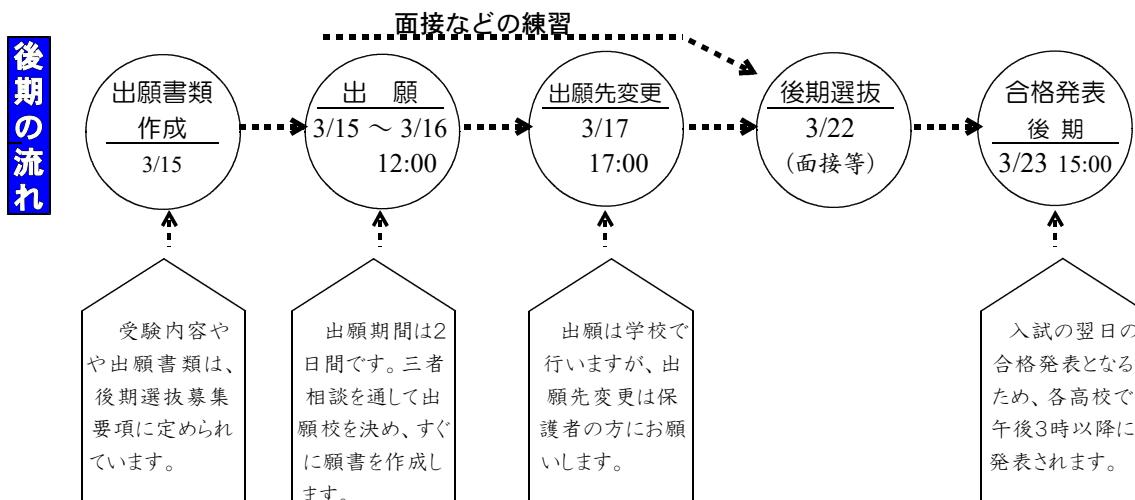 面接などの練習
後期の流れ
出願書類
作成
3/15
出 願
3/15 ～ 3/16
12:00
出願先変更
3/17
17:00
後期選抜
3/22
(面接等)
合格発表
後 期
3/23 15:00
受験内容や
や出願書類は、
後期選抜募集
要項に定められ
ています。
出願期間は2
日間です。三者
相談を通して出
願校を決め、すぐ
に願書を作成し
ます。
出願は学校で
行いますが、出
願先変更は保
護者の方にお願
いします。
入試の翌日の
合格発表となる
ため、各高校で
午後3時以降に
発表されます。